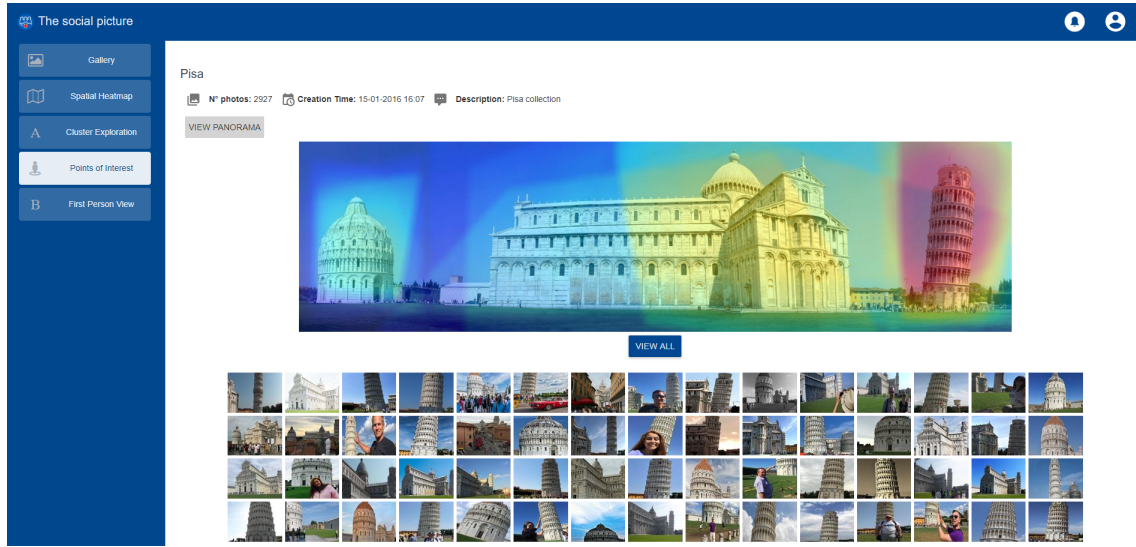 The social picture
Gallery
Spatial Heatmap
A Cluster Exploration
Points of Interest
B First Person View
Pisa
N° photos: 2927 Creation Time: 15-01-2016 16:07 Description: Pisa collection
VIEW PANORAMA
VIEW ALL